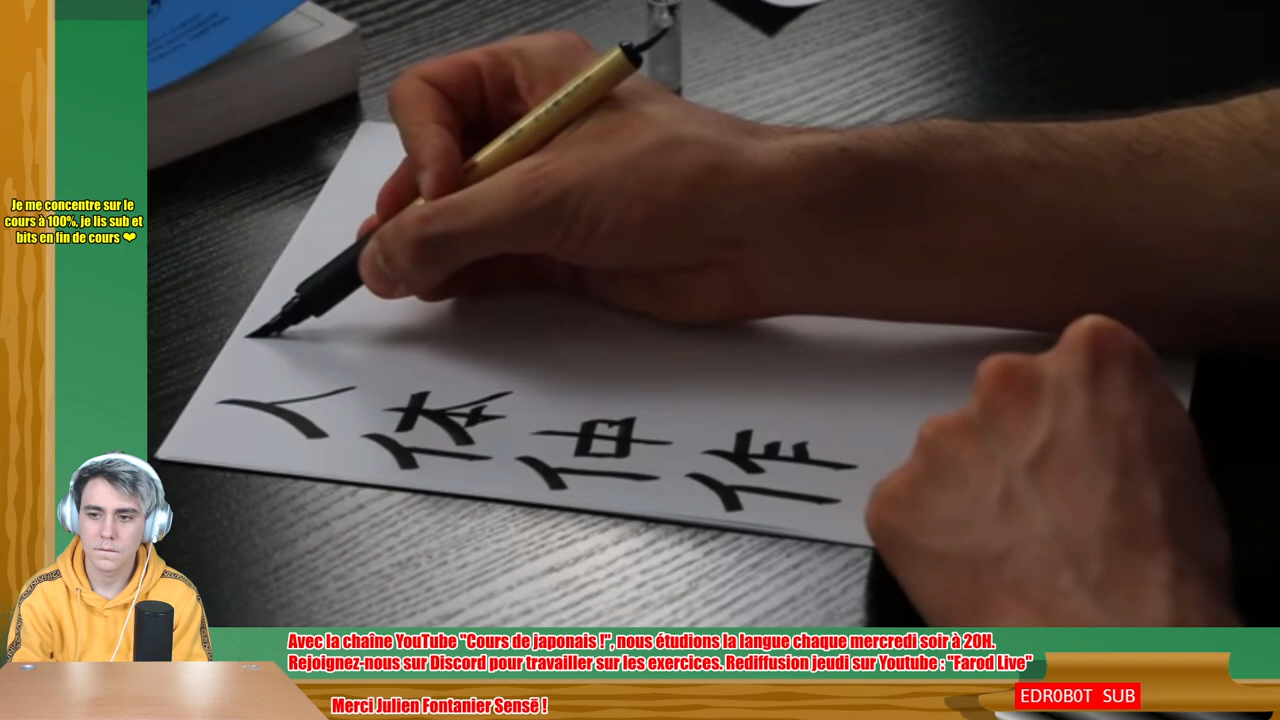 Je me concentre sur le
cours à 100%, je lis sub et
bits en fin de cours ❤
人 体 仲 作
Avec la chaîne YouTube "Cours de japonais !", nous étudions la langue chaque mercredi soir à 20H.
Rejoignez-nous sur Discord pour travailler sur les exercices. Rediffusion jeudi sur Youtube : "Farod Live"
EDR0B0T SUB
Merci Julien Fontanier Sensē !